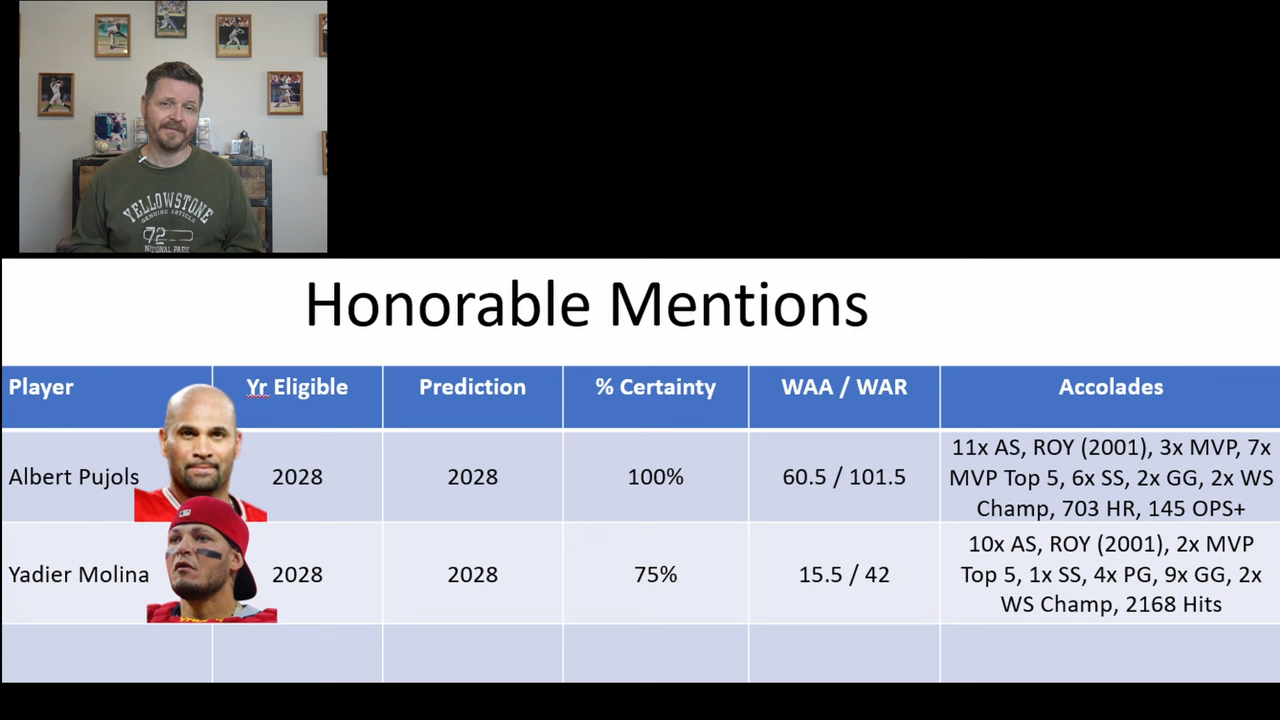 YELLOWSTONE
GENUINE ARTICLE
72
NATIONAL PARK
Honorable Mentions
Player Yr Eligible Prediction % Certainty WAA / WAR Accolades
Albert Pujols 2028 2028 100% 60.5 / 101.5 11x AS, ROY (2001), 3x MVP, 7x
MVP Top 5, 6x SS, 2x GG, 2x WS
Champ, 703 HR, 145 OPS+
Yadier Molina 2028 2028 75% 15.5 / 42 10x AS, ROY (2001), 2x MVP
Top 5, 1x SS, 4x PG, 9x GG, 2x
WS Champ, 2168 Hits